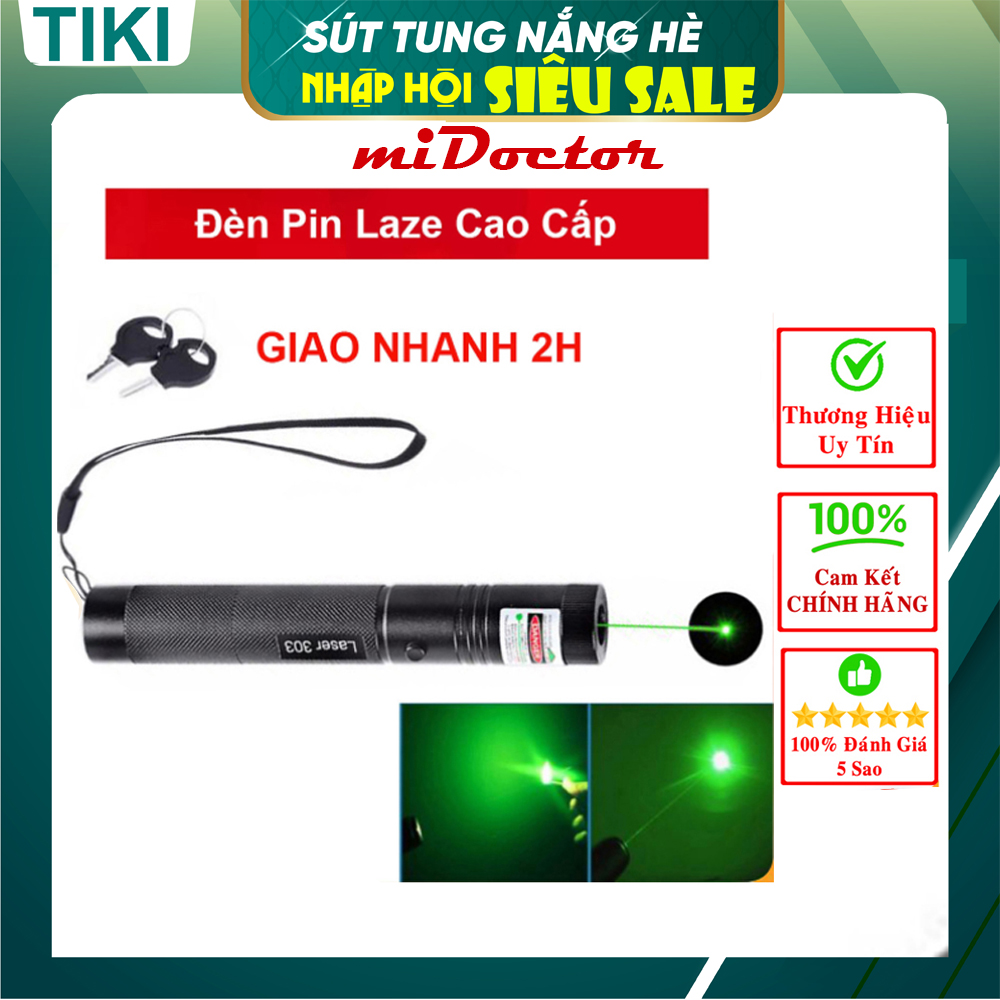 TIKI
SÚT TUNG NẮNG HÈ
NHẬP HỘI SIÊU SALE
miDoctor
Đèn Pin Laze Cao Cấp
GIAO NHANH 2H
Thương Hiệu
Uy Tín
100%
Cam Kết
CHÍNH HÃNG
Laser 303
DANGER
100% Đánh Giá
5 Sao